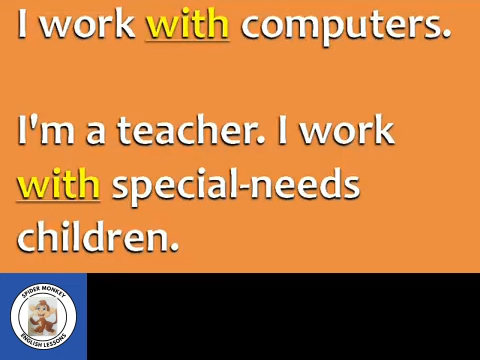 I work with computers.
I'm a teacher. I work
with special-needs
children.
SPIDER MONKEY
ENGLISH LESSONS